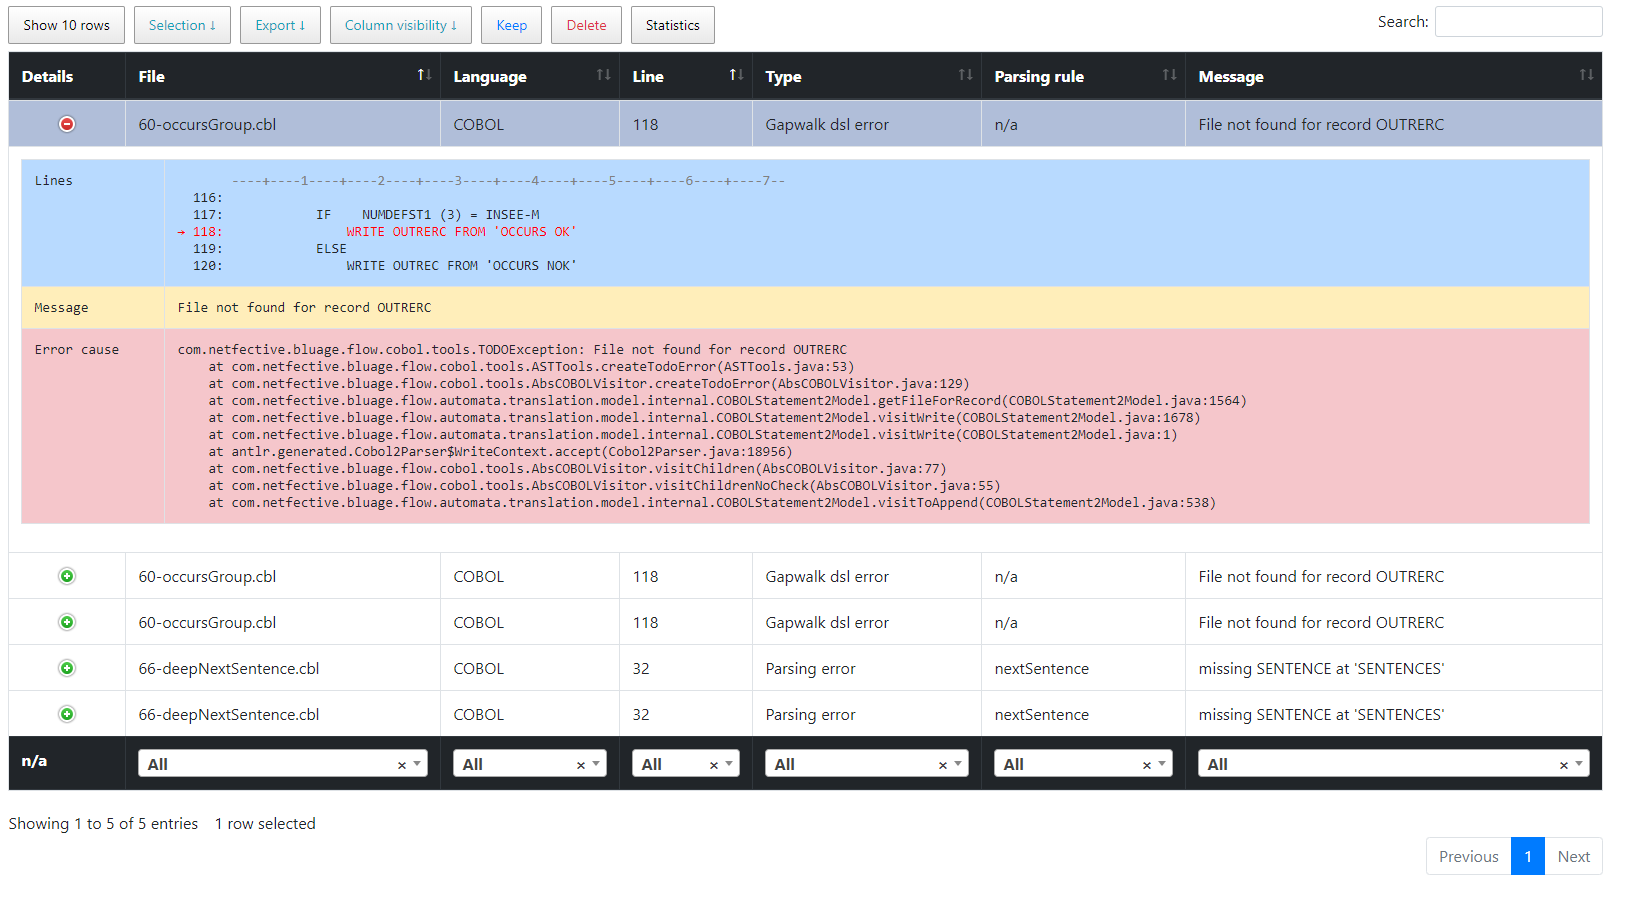 Show 10 rows Selection ↓ Export ↓ Column visibility ↓ Keep Delete Statistics Search:
Details File Language Line Type Parsing rule Message
60-occursGroup.cbl COBOL 118 Gapwalk dsl error n/a File not found for record OUTRERC
Lines ----+----1----+----2----+----3----+----4----+----5----+----6----+----7--
116:
117: IF NUMDEFST1 (3) = INSEE-M
→ 118: WRITE OUTRERC FROM 'OCCURS OK'
119: ELSE
120: WRITE OUTREC FROM 'OCCURS NOK'
Message File not found for record OUTRERC
Error cause com.netfective.bluage.flow.cobol.tools.TODOException: File not found for record OUTRERC
at com.netfective.bluage.flow.cobol.tools.ASTTools.createTodoError(ASTTools.java:53)
at com.netfective.bluage.flow.cobol.tools.AbsCOBOLVisitor.createTodoError(AbsCOBOLVisitor.java:129)
at com.netfective.bluage.flow.automata.translation.model.internal.COBOLStatement2Model.getFileForRecord(COBOLStatement2Model.java:1564)
at com.netfective.bluage.flow.automata.translation.model.internal.COBOLStatement2Model.visitWrite(COBOLStatement2Model.java:1678)
at com.netfective.bluage.flow.automata.translation.model.internal.COBOLStatement2Model.visitWrite(COBOLStatement2Model.java:1)
at antlr.generated.Cobol2Parser$WriteContext.accept(Cobol2Parser.java:18956)
at com.netfective.bluage.flow.cobol.tools.AbsCOBOLVisitor.visitChildren(AbsCOBOLVisitor.java:77)
at com.netfective.bluage.flow.cobol.tools.AbsCOBOLVisitor.visitChildrenNoCheck(AbsCOBOLVisitor.java:55)
at com.netfective.bluage.flow.automata.translation.model.internal.COBOLStatement2Model.visitToAppend(COBOLStatement2Model.java:538)
60-occursGroup.cbl COBOL 118 Gapwalk dsl error n/a File not found for record OUTRERC
60-occursGroup.cbl COBOL 118 Gapwalk dsl error n/a File not found for record OUTRERC
66-deepNextSentence.cbl COBOL 32 Parsing error nextSentence missing SENTENCE at 'SENTENCES'
66-deepNextSentence.cbl COBOL 32 Parsing error nextSentence missing SENTENCE at 'SENTENCES'
n/a All × All × All × All × All × All ×
Showing 1 to 5 of 5 entries 1 row selected
Previous 1 Next